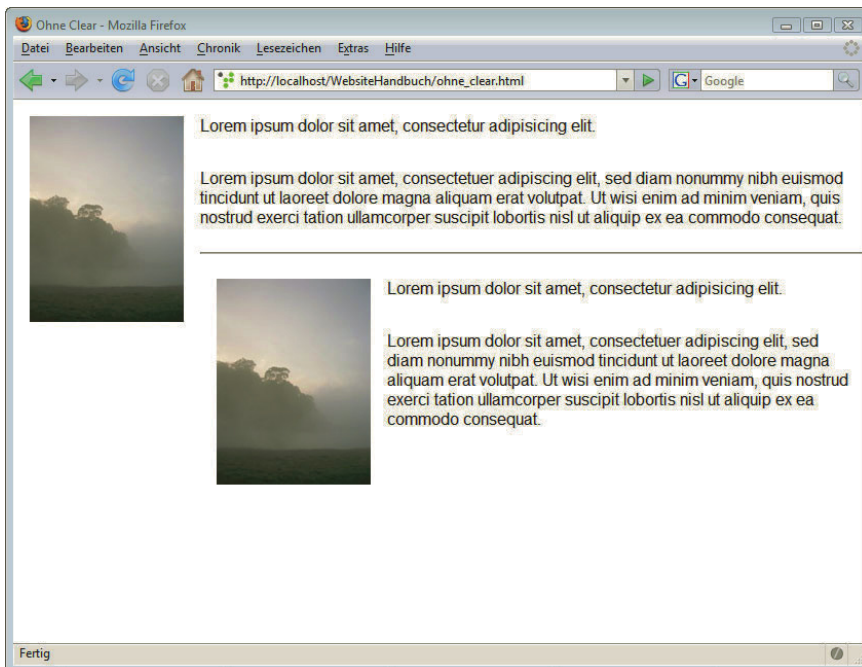 Ohne Clear - Mozilla Firefox
Datei Bearbeiten Ansicht Chronik Lesezeichen Extras Hilfe
http://localhost/WebsiteHandbuch/ohne_clear.html G Google
Lorem ipsum dolor sit amet, consectetur adipisicing elit.
Lorem ipsum dolor sit amet, consectetuer adipiscing elit, sed diam nonummy nibh euismod
tincidunt ut laoreet dolore magna aliquam erat volutpat. Ut wisi enim ad minim veniam, quis
nostrud exerci tation ullamcorper suscipit lobortis nisl ut aliquip ex ea commodo consequat.
Lorem ipsum dolor sit amet, consectetur adipisicing elit.
Lorem ipsum dolor sit amet, consectetuer adipiscing elit, sed
diam nonummy nibh euismod tincidunt ut laoreet dolore magna
aliquam erat volutpat. Ut wisi enim ad minim veniam, quis nostrud
exerci tation ullamcorper suscipit lobortis nisl ut aliquip ex ea
commodo consequat.
Fertig